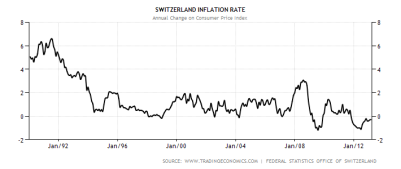 SWITZERLAND INFLATION RATE
Annual Change on Consumer Price Index
8 8
6 6
4 4
2 2
0 0
-2 -2
Jan/92 Jan/96 Jan/00 Jan/04 Jan/08 Jan/12
SOURCE: WWW.TRADINGECONOMICS.COM | FEDERAL STATISTICS OFFICE OF SWITZERLAND